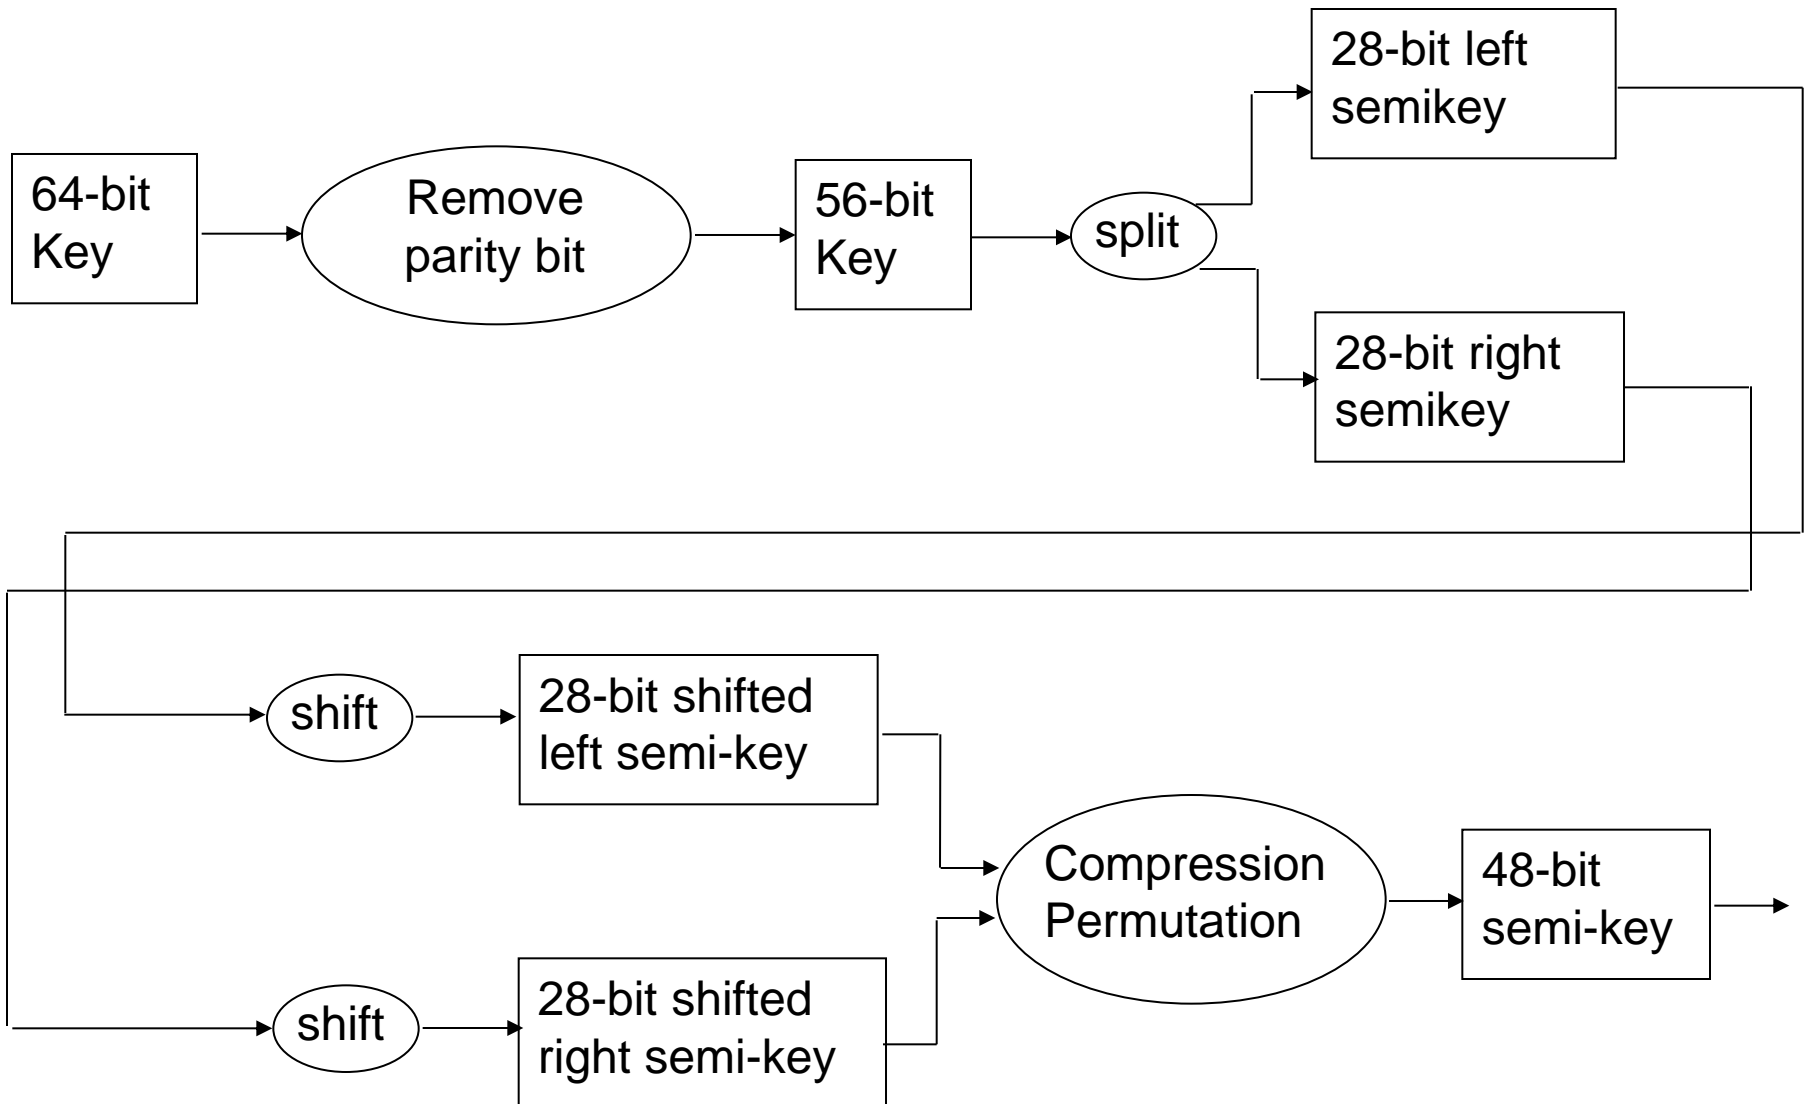 64-bit
Key
Remove
parity bit
56-bit
Key
split
28-bit left
semikey
28-bit right
semikey
shift
28-bit shifted
left semi-key
shift
28-bit shifted
right semi-key
Compression
Permutation
48-bit
semi-key